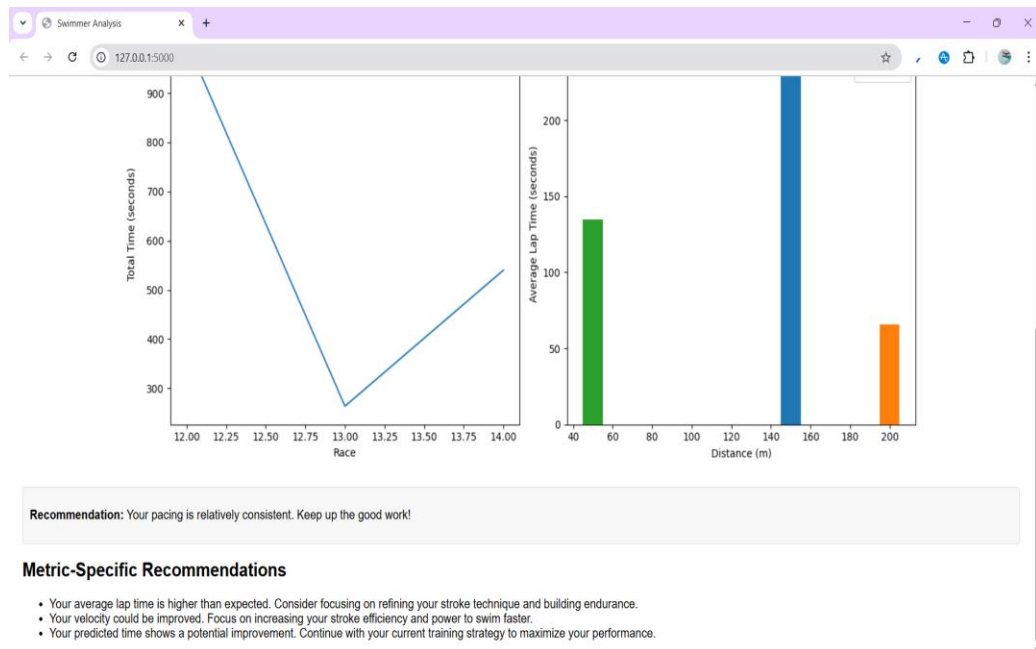 Swimmer Analysis
127.0.0.1:5000
900
800
700
600
500
400
300
Total Time (seconds)
12.00 12.25 12.50 12.75 13.00 13.25 13.50 13.75 14.00
Race
200
150
100
50
0
Average Lap Time (seconds)
40 60 80 100 120 140 160 180 200
Distance (m)
Recommendation: Your pacing is relatively consistent. Keep up the good work!
Metric-Specific Recommendations
• Your average lap time is higher than expected. Consider focusing on refining your stroke technique and building endurance.
• Your velocity could be improved. Focus on increasing your stroke efficiency and power to swim faster.
• Your predicted time shows a potential improvement. Continue with your current training strategy to maximize your performance.